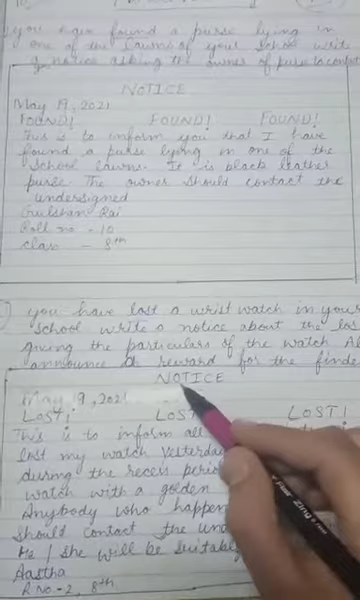 you have found a purse lying in
one of the lawns of your school write
a notice asking the owner of purse to
NOTICE
May 19, 2021
FOUND! FOUND! FOUND!
This is to inform you that I have
found a purse lying in one of the
school lawns. It is black leather
purse. The owner should contact the
undersigned
Gulshan Rai
Roll no - 10
class - 8th
you have lost a wrist watch in your
school write a notice about the
giving the particulars of the watch
announce a reward for the finde
NOTICE
May 19, 2021
LOST! LOST LOST!
This is to inform all
lost my watch yesterda
during the recess perio
watch with a golden
Anybody who happen
should contact the und
He / she will be suitably
Aastha
R.No-2, 8th